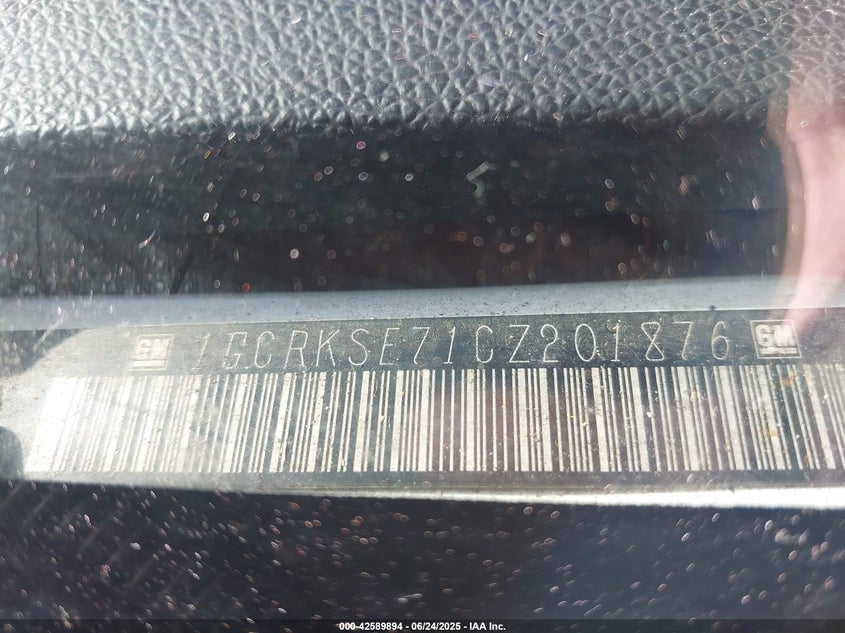 GM 1GCRKSE71CZ201876 GM
000-42589894 - 06/24/2025 - IAA Inc.